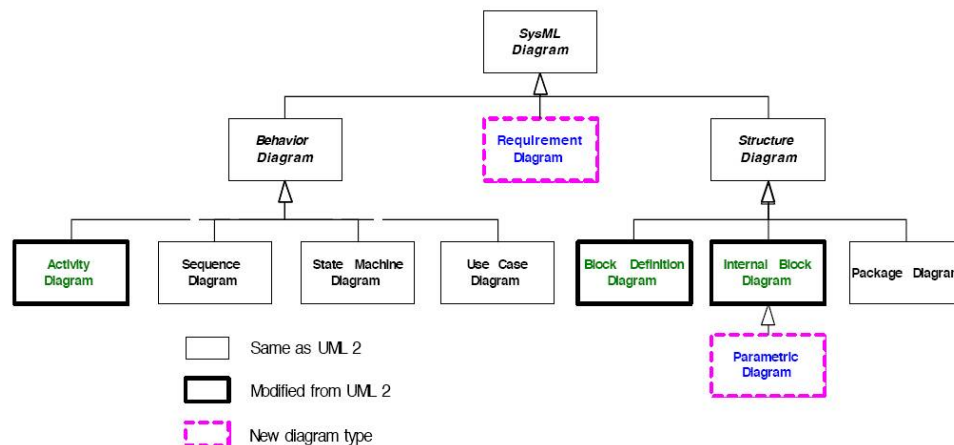 SysML
Diagram
Behavior
Diagram
Requirement
Diagram
Structure
Diagram
Activity
Diagram
Sequence
Diagram
State Machine
Diagram
Use Case
Diagram
Block Definition
Diagram
Internal Block
Diagram
Package Diagram
Parametric
Diagram
Same as UML 2
Modified from UML 2
New diagram type